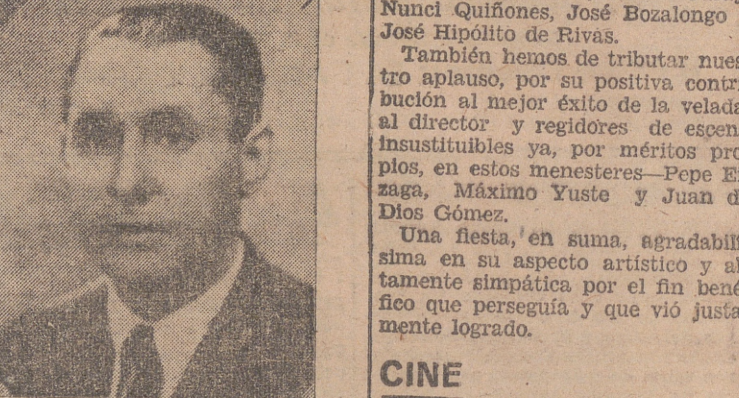 Nunci Quiñones, José Bozalongo
José Hipólito de Rivas.
También hemos de tributar nues
tro aplauso, por su positiva contri
bución al mejor éxito de la velada
al director y regidores de escen
insustituibles ya, por méritos pro
pios, en estos menesteres—Pepe E
zaga, Máximo Yuste y Juan d
Dios Gómez.
Una fiesta, en suma, agradabilí
sima en su aspecto artístico y al
tamente simpática por el fin bené
fico que perseguía y que vió justa
mente logrado.
CINE